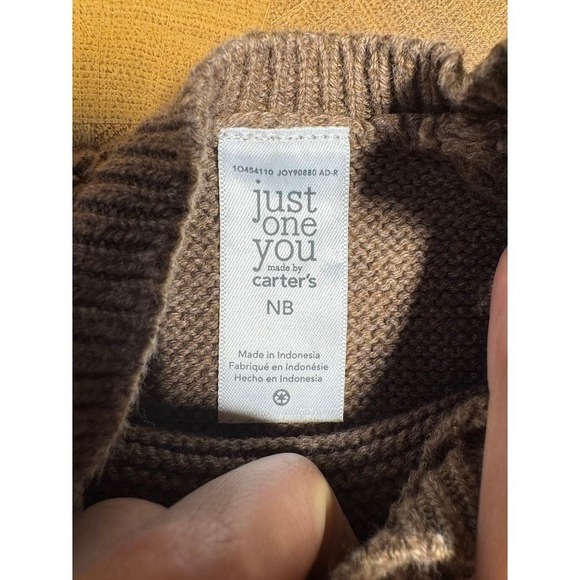 1O454110 JOY90880 AD-R
just
one
you
made by
carter's
NB
Made in Indonesia
Fabriqué en Indonésie
Hecho en Indonesia